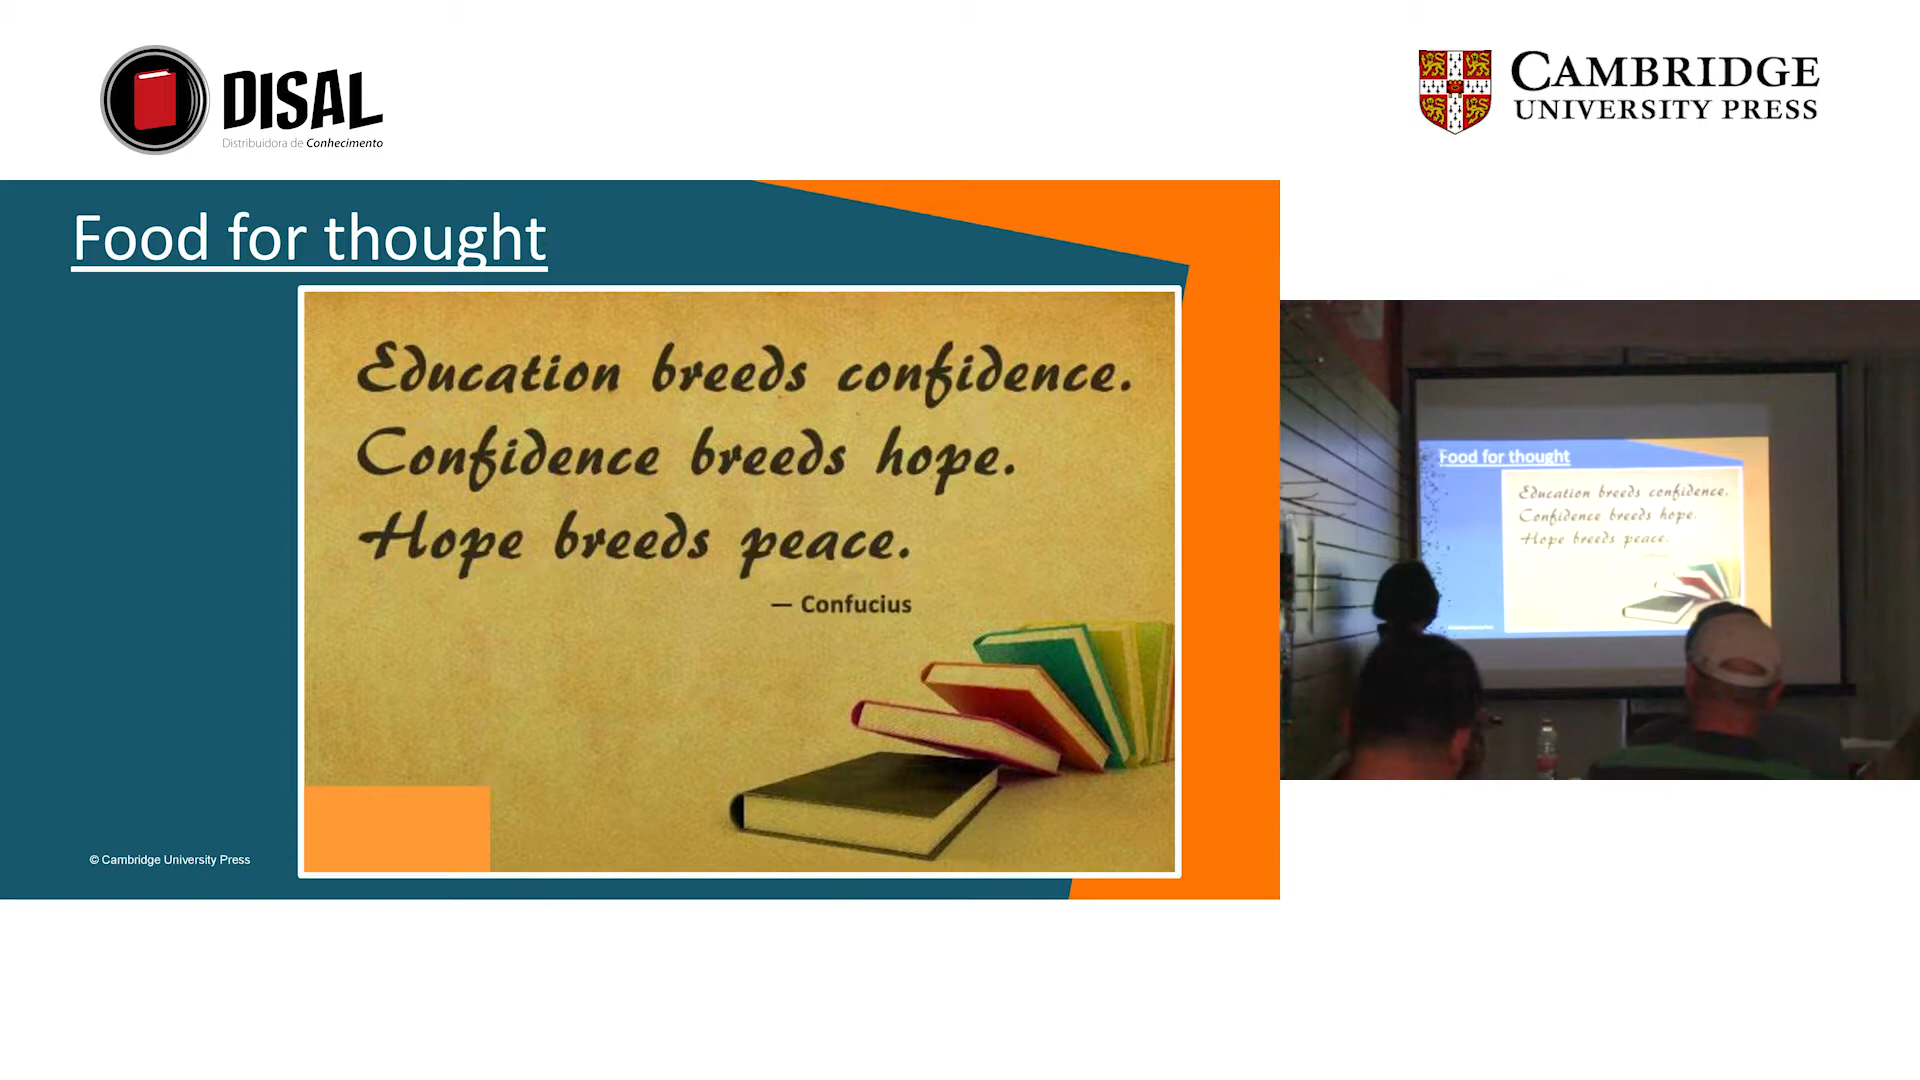 DISAL
Distribuidora de Conhecimento
CAMBRIDGE
UNIVERSITY PRESS
Food for thought
Education breeds confidence.
Confidence breeds hope.
Hope breeds peace.
— Confucius
© Cambridge University Press
Food for thought
Education breeds confidence.
Confidence breeds hope.
Hope breeds peace.